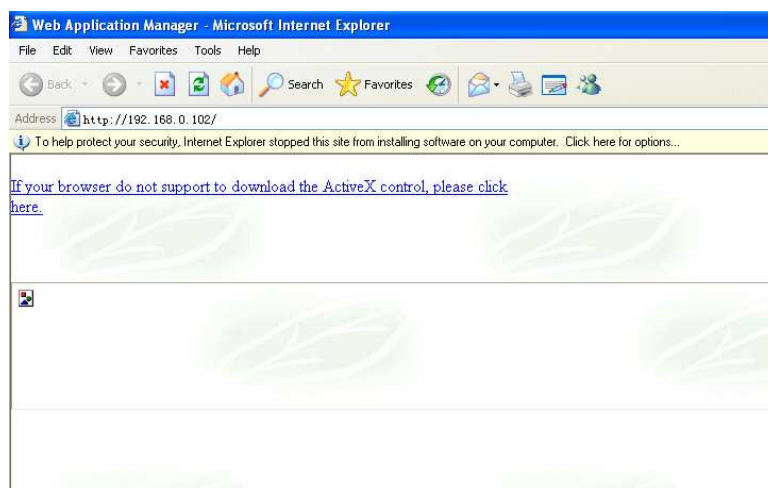 Web Application Manager - Microsoft Internet Explorer
File Edit View Favorites Tools Help
Back Search Favorites
Address http://192.168.0.102/
To help protect your security, Internet Explorer stopped this site from installing software on your computer. Click here for options...
If your browser do not support to download the ActiveX control, please click
here.